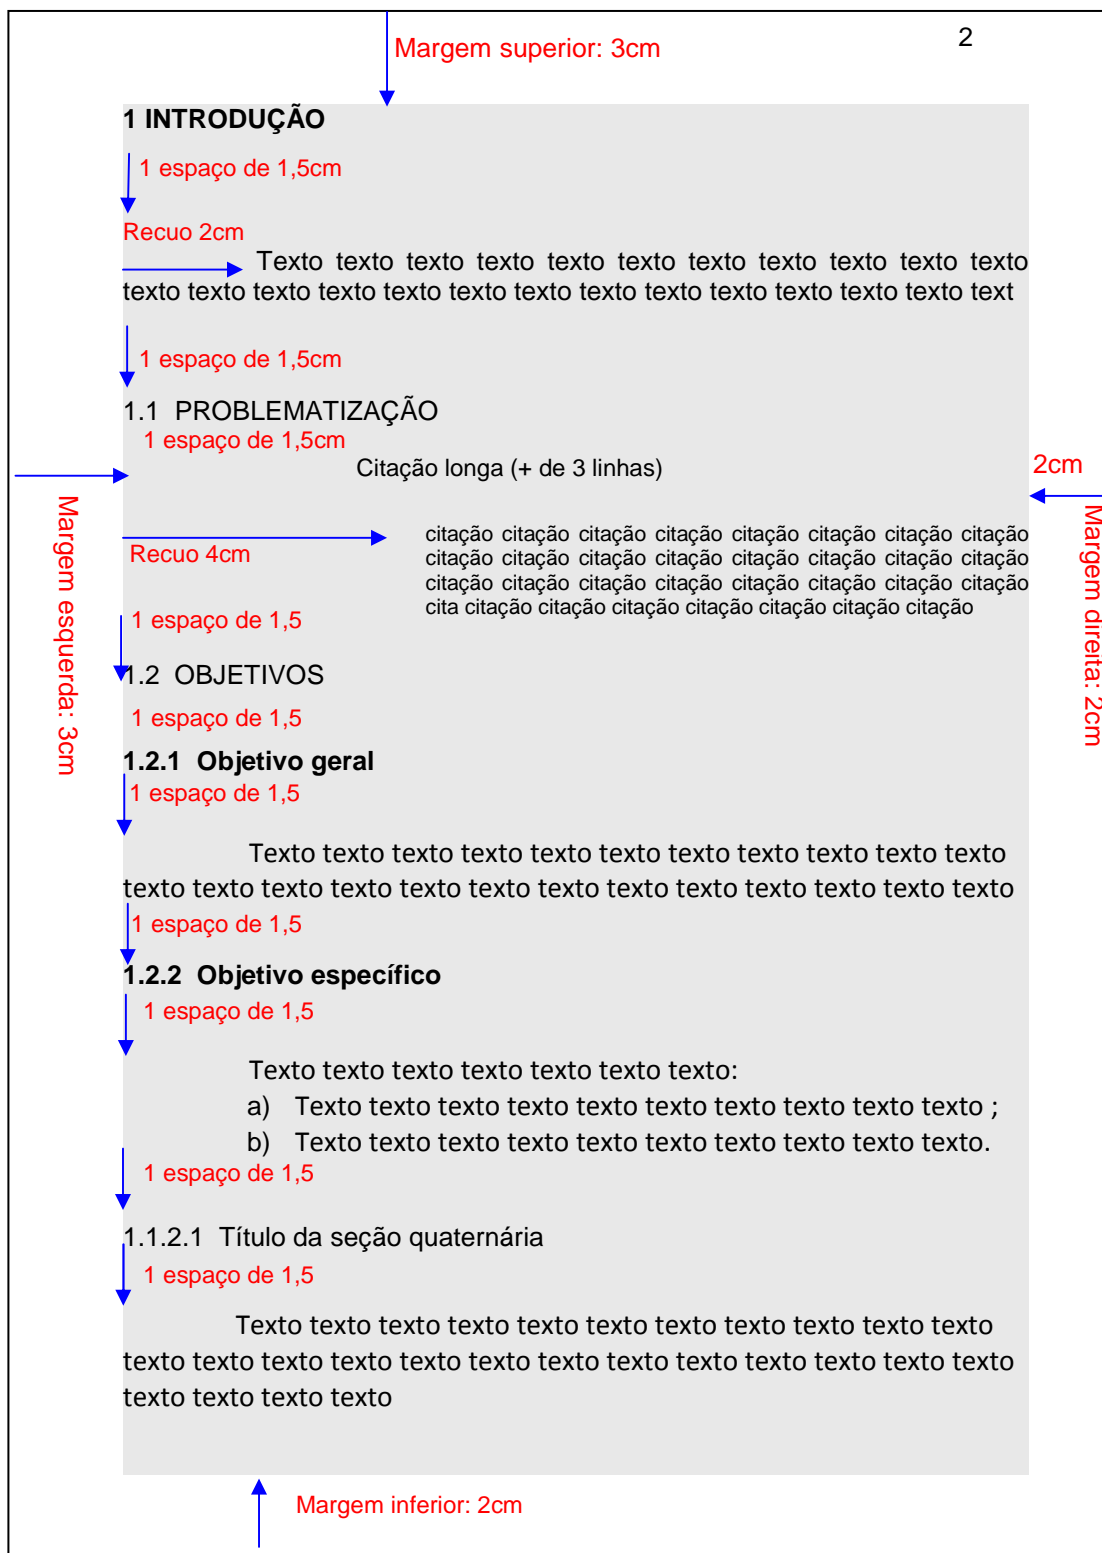 2
Margem superior: 3cm
1 INTRODUÇÃO
1 espaço de 1,5cm
Recuo 2cm
Texto texto texto texto texto texto texto texto texto texto texto
texto texto texto texto texto texto texto texto texto texto texto texto texto text
1 espaço de 1,5cm
1.1 PROBLEMATIZAÇÃO
1 espaço de 1,5cm
Citação longa (+ de 3 linhas)
2cm
Margem esquerda: 3cm
Margem direita: 2cm
citação citação citação citação citação citação citação citação
Recuo 4cm
citação citação citação citação citação citação citação citação
citação citação citação citação citação citação citação citação
cita citação citação citação citação citação citação citação
1 espaço de 1,5
1.2 OBJETIVOS
1 espaço de 1,5
1.2.1 Objetivo geral
1 espaço de 1,5
Texto texto texto texto texto texto texto texto texto texto texto
texto texto texto texto texto texto texto texto texto texto texto texto texto
1 espaço de 1,5
1.2.2 Objetivo específico
1 espaço de 1,5
Texto texto texto texto texto texto texto:
a) Texto texto texto texto texto texto texto texto texto texto ;
b) Texto texto texto texto texto texto texto texto texto texto.
1 espaço de 1,5
1.1.2.1 Título da seção quaternária
1 espaço de 1,5
Texto texto texto texto texto texto texto texto texto texto texto
texto texto texto texto texto texto texto texto texto texto texto texto texto
texto texto texto texto
Margem inferior: 2cm